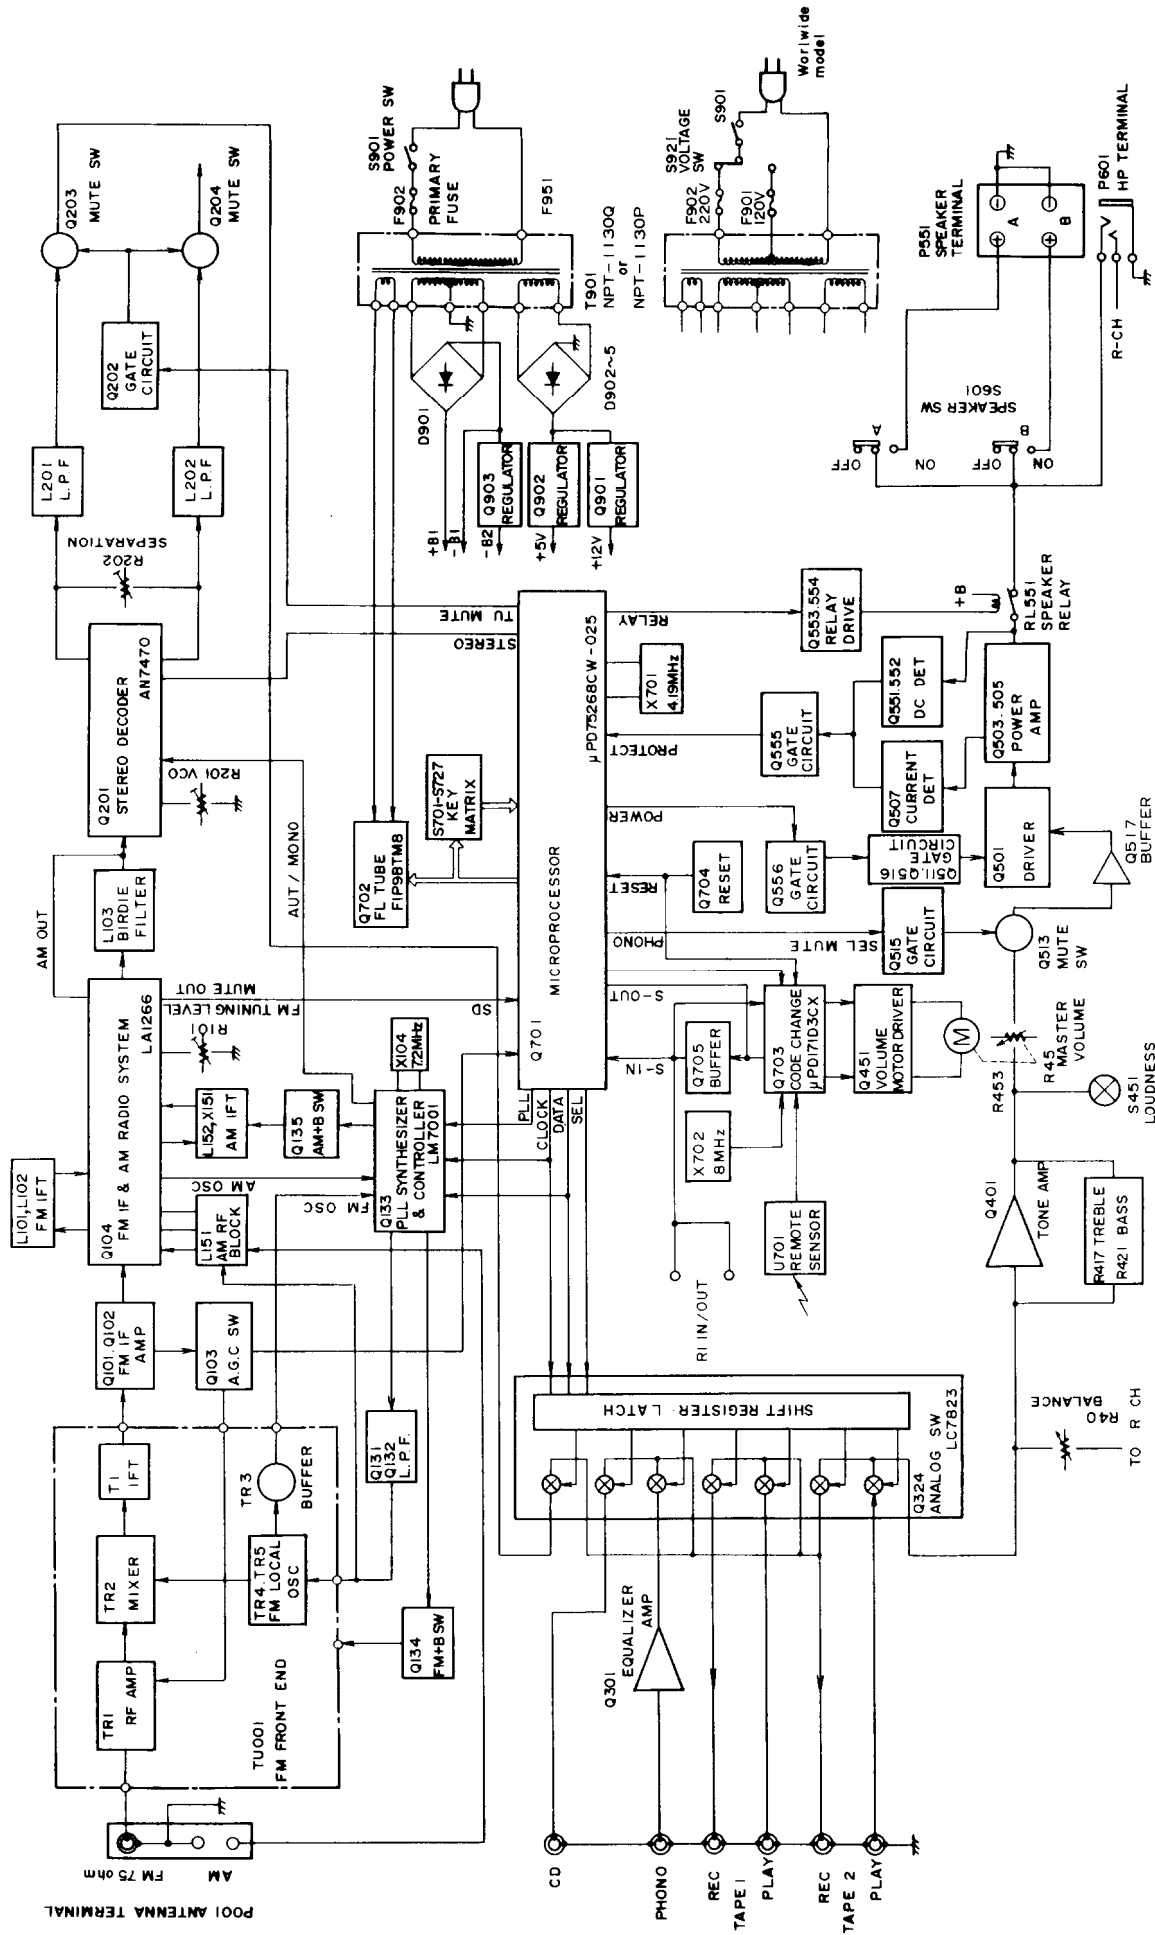 P001 ANTENNA TERMINAL
FM 75 ohm
AM
TU001
FM FRONT END
TR1
RF AMP
TR2
MIXER
T1
IFT
TR4.TR5
FM LOCAL
OSC
TR3
BUFFER
Q101.Q102
FM IF
AMP
Q103
A.G.C SW
L101,L102
FM IFT
Q104
FM IF & AM RADIO SYSTEM
LA1266
L151
AM RF
BLOCK
AM OSC
FM OSC
L152,X151
AM IFT
Q135
AM+B SW
R101
FM TUNING LEVEL
MUTE OUT
AM OUT
L103
BIRDIE
FILTER
Q201
STEREO DECODER
AN7470
R201 VCO
AUT / MONO
R202
SEPARATION
L201
L.P.F
L202
L.P.F
Q202
GATE
CIRCUIT
Q203
MUTE SW
Q204
MUTE SW
Q134
FM+B SW
Q131
Q132
L.P.F.
Q133
PLL SYNTHESIZER
& CONTROLLER
LM7001
X104
7.2MHz
Q702
FL TUBE
FIP9BTM8
S701-S727
KEY
MATRIX
STEREO
TU MUTE
SD
PLL
CLOCK
DATA
SEL
Q701
MICROPROCESSOR
μPD75268CW-025
S-IN
S-OUT
PHONO
RESET
POWER
PROTECT
RELAY
+B1
-B1
-B2
+5V
+12V
Q903
REGULATOR
Q902
REGULATOR
Q901
REGULATOR
D901
D902~5
T901
NPT-1130Q
or
NPT-1130P
S901
POWER SW
F902
PRIMARY
FUSE
F951
S921
VOLTAGE
SW
F902
220V
F901
120V
S901
Worlwide
model
RI IN/OUT
X702
8MHz
U701
REMOTE
SENSOR
Q705
BUFFER
Q703
CODE CHANGE
μPD17103CX
Q451
VOLUME
MOTOR DRIVER
M
Q704
RESET
SEL MUTE
Q515
GATE
CIRCUIT
Q556
GATE
CIRCUIT
Q511.Q516
GATE
CIRCUIT
Q555
GATE
CIRCUIT
X701
4.19MHz
Q553.554
RELAY
DRIVE
Q507
CURRENT
DET
Q551.552
DC DET
Q501
DRIVER
Q503.505
POWER
AMP
+B
RL551
SPEAKER
RELAY
Q517
BUFFER
Q513
MUTE
SW
R453
R45
MASTER
VOLUME
S451
LOUDNESS
Q401
TONE AMP
R417 TREBLE
R421 BASS
R40
BALANCE
TO R CH
SHIFT REGISTER LATCH
Q324
ANALOG SW
LC7823
Q301
EQUALIZER
AMP
CD
PHONO
REC
TAPE 1
PLAY
REC
TAPE 2
PLAY
SPEAKER SW
S601
A
OFF
ON
B
OFF
ON
P551
SPEAKER
TERMINAL
A
B
R-CH
P601
HP TERMINAL